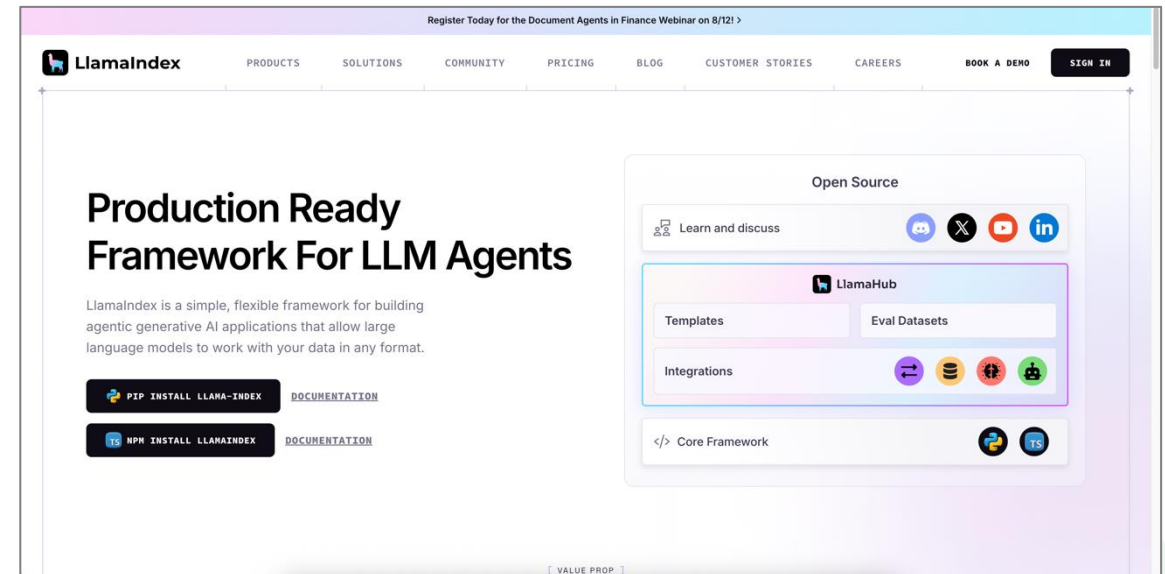 Register Today for the Document Agents in Finance Webinar on 8/12! >
LlamaIndex
PRODUCTS
SOLUTIONS
COMMUNITY
PRICING
BLOG
CUSTOMER STORIES
CAREERS
BOOK A DEMO
SIGN IN
Production Ready
Framework For LLM Agents
LlamaIndex is a simple, flexible framework for building
agentic generative AI applications that allow large
language models to work with your data in any format.
PIP INSTALL LLAMA-INDEX
DOCUMENTATION
TS
NPM INSTALL LLAMAINDEX
DOCUMENTATION
Open Source
Learn and discuss
X
in
LlamaHub
Templates
Eval Datasets
Integrations
</> Core Framework
TS
[ VALUE PROP ]